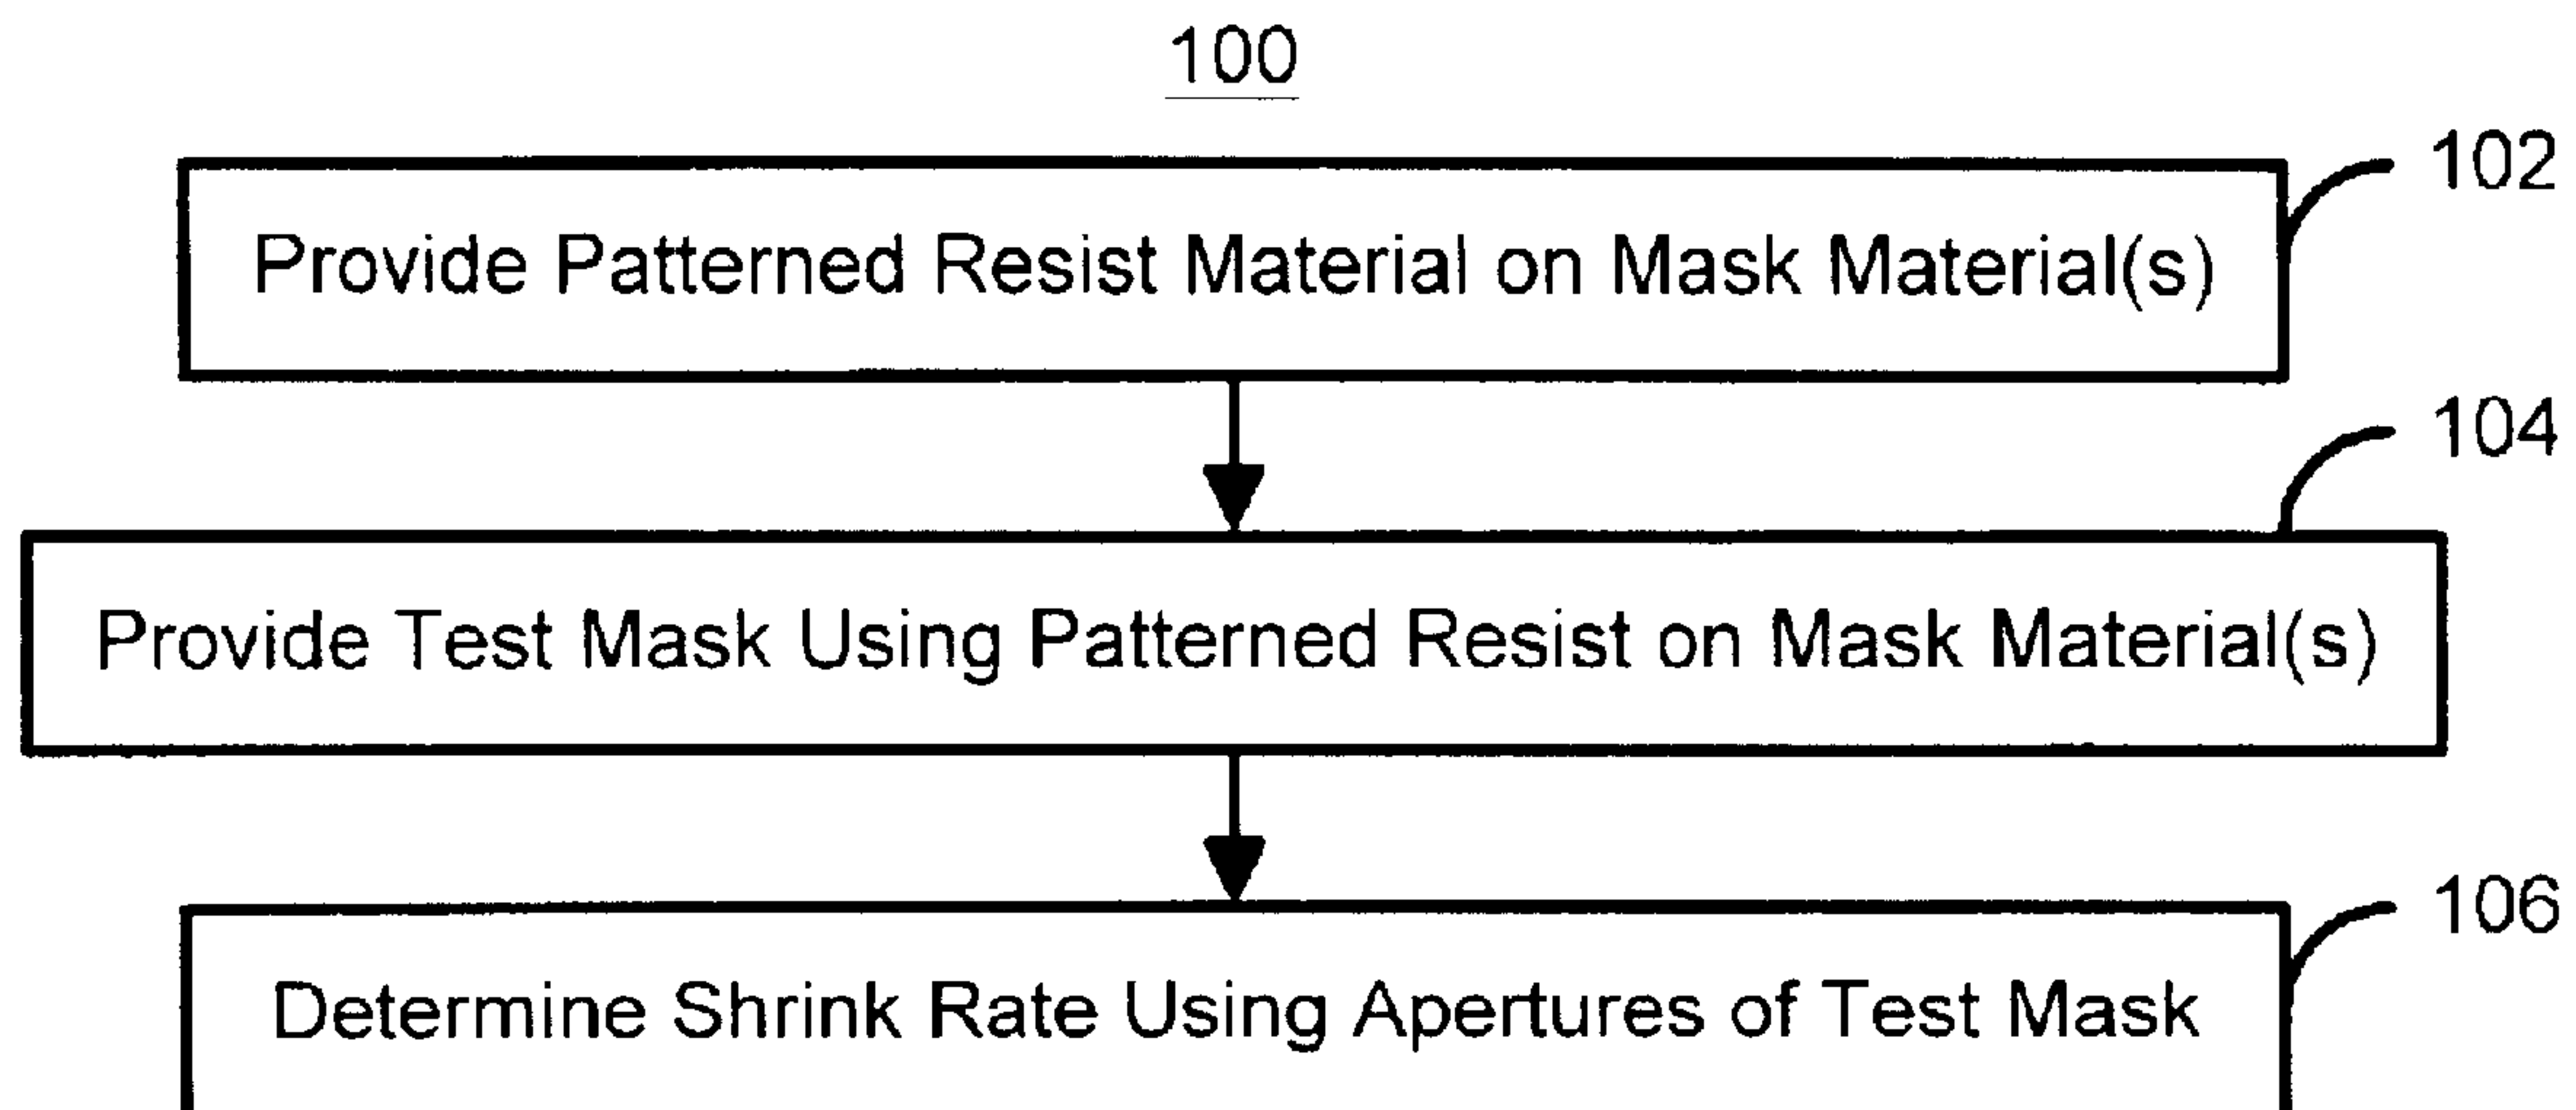 100
102
Provide Patterned Resist Material on Mask Material(s)
104
Provide Test Mask Using Patterned Resist on Mask Material(s)
106
Determine Shrink Rate Using Apertures of Test Mask